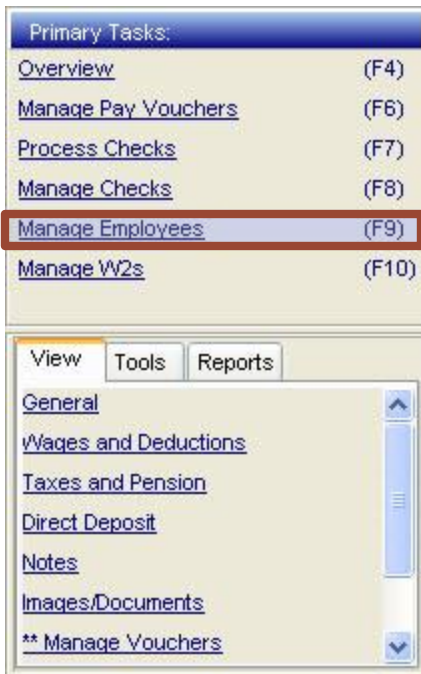 Primary Tasks:
Overview (F4)
Manage Pay Vouchers (F6)
Process Checks (F7)
Manage Checks (F8)
Manage Employees (F9)
Manage W2s (F10)
View Tools Reports
General
Wages and Deductions
Taxes and Pension
Direct Deposit
Notes
Images/Documents
** Manage Vouchers